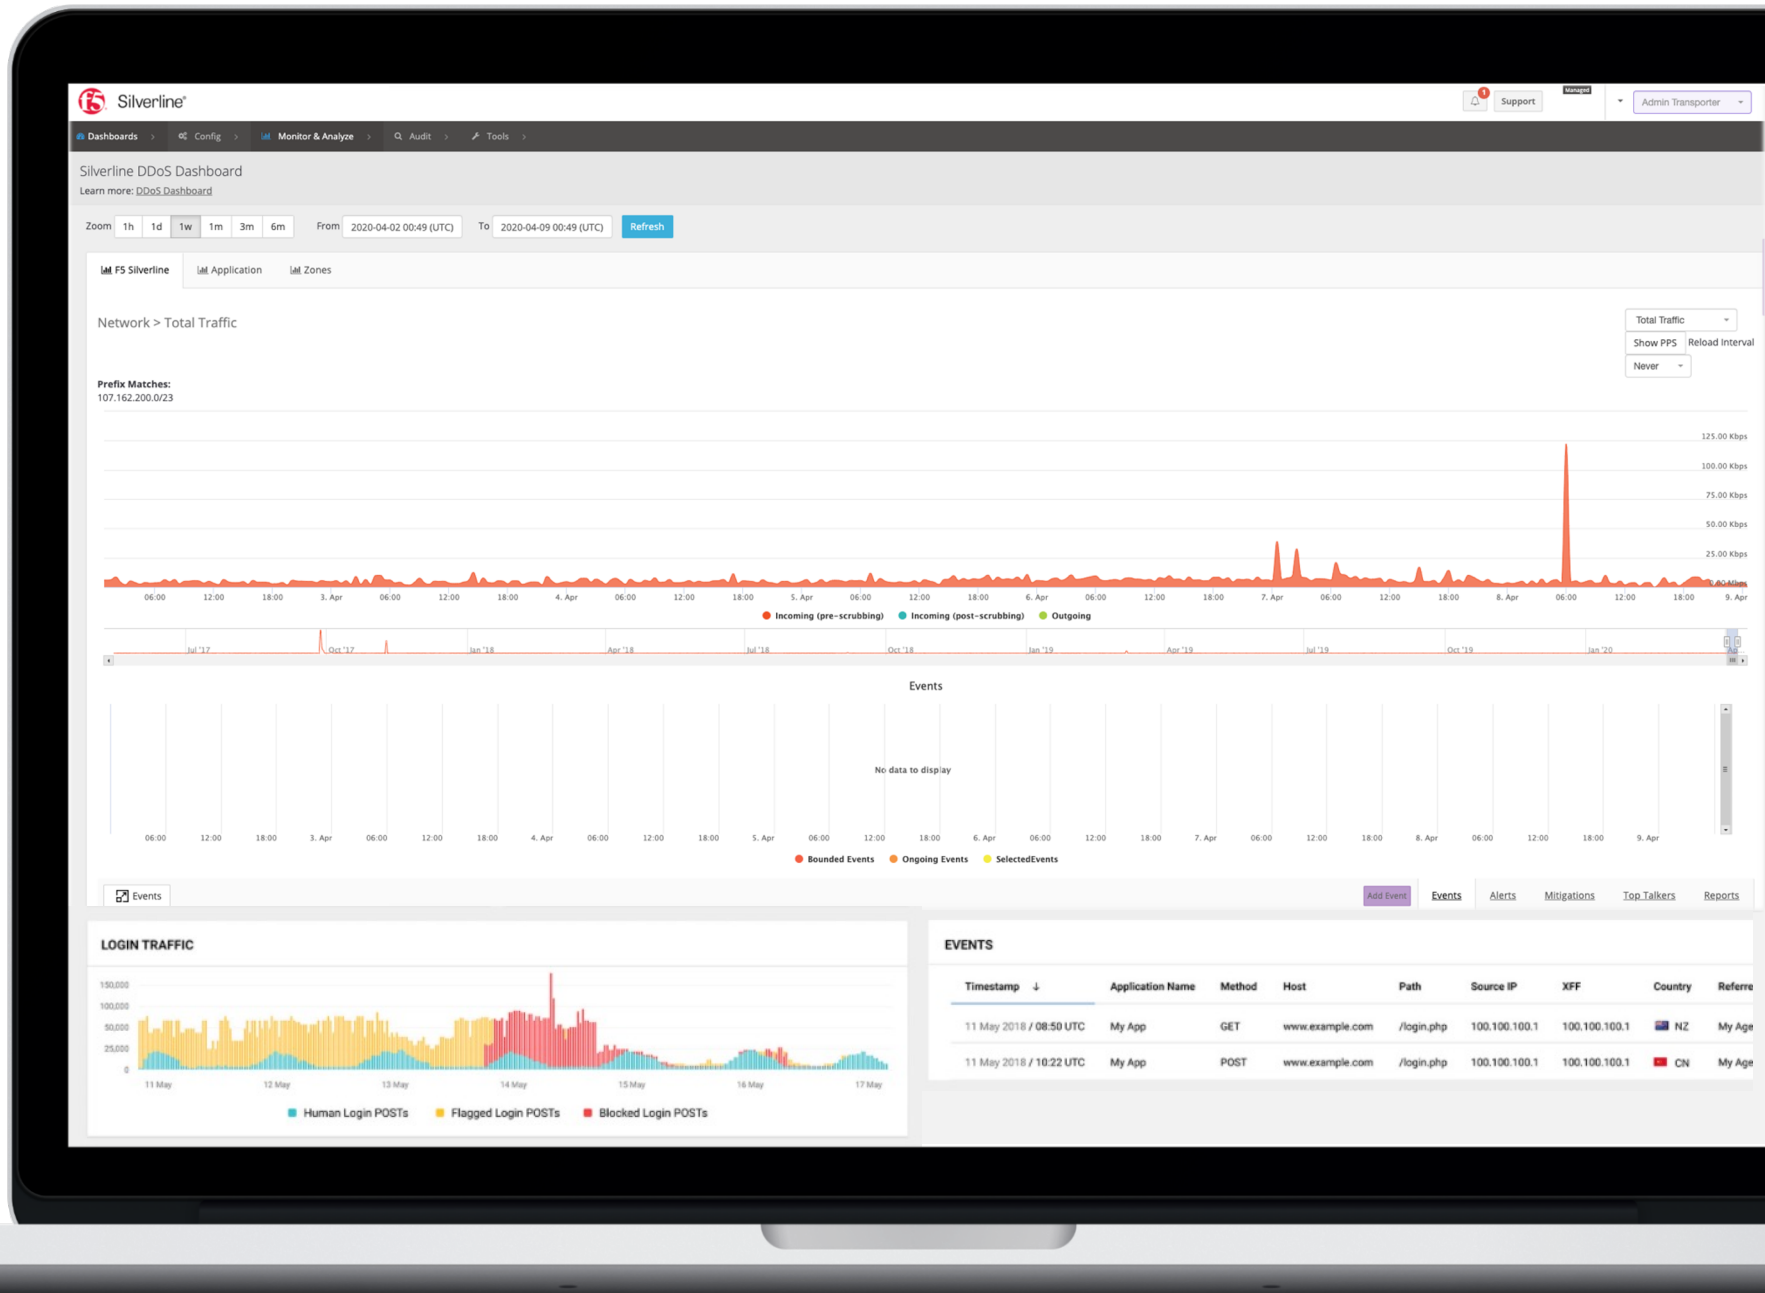 f5 Silverline®
1 Support Managed Admin Transporter
Dashboards > Config > Monitor & Analyze > Audit > Tools >
Silverline DDoS Dashboard
Learn more: DDoS Dashboard
Zoom 1h 1d 1w 1m 3m 6m From 2020-04-02 00:49 (UTC) To 2020-04-09 00:49 (UTC) Refresh
F5 Silverline Application Zones
Network > Total Traffic
Total Traffic
Show PPS Reload Interval
Never
Prefix Matches:
107.162.200.0/23
125.00 Kbps
100.00 Kbps
75.00 Kbps
50.00 Kbps
25.00 Kbps
0.00 Mbps
06:00 12:00 18:00 3. Apr 06:00 12:00 18:00 4. Apr 06:00 12:00 18:00 5. Apr 06:00 12:00 18:00 6. Apr 06:00 12:00 18:00 7. Apr 06:00 12:00 18:00 8. Apr 06:00 12:00 18:00 9. Apr
Incoming (pre-scrubbing) Incoming (post-scrubbing) Outgoing
Jul '17 Oct '17 Jan '18 Apr '18 Jul '18 Oct '18 Jan '19 Apr '19 Jul '19 Oct '19 Jan '20
Events
No data to display
06:00 12:00 18:00 3. Apr 06:00 12:00 18:00 4. Apr 06:00 12:00 18:00 5. Apr 06:00 12:00 18:00 6. Apr 06:00 12:00 18:00 7. Apr 06:00 12:00 18:00 8. Apr 06:00 12:00 18:00 9. Apr
Bounded Events Ongoing Events SelectedEvents
Events Add Event Events Alerts Mitigations Top Talkers Reports
LOGIN TRAFFIC
150,000
100,000
50,000
25,000
0
11 May 12 May 13 May 14 May 15 May 16 May 17 May
Human Login POSTs Flagged Login POSTs Blocked Login POSTs
EVENTS
Timestamp ↓ Application Name Method Host Path Source IP XFF Country Referre
11 May 2018 / 08:50 UTC My App GET www.example.com /login.php 100.100.100.1 100.100.100.1 NZ My Age
11 May 2018 / 10:22 UTC My App POST www.example.com /login.php 100.100.100.1 100.100.100.1 CN My Age